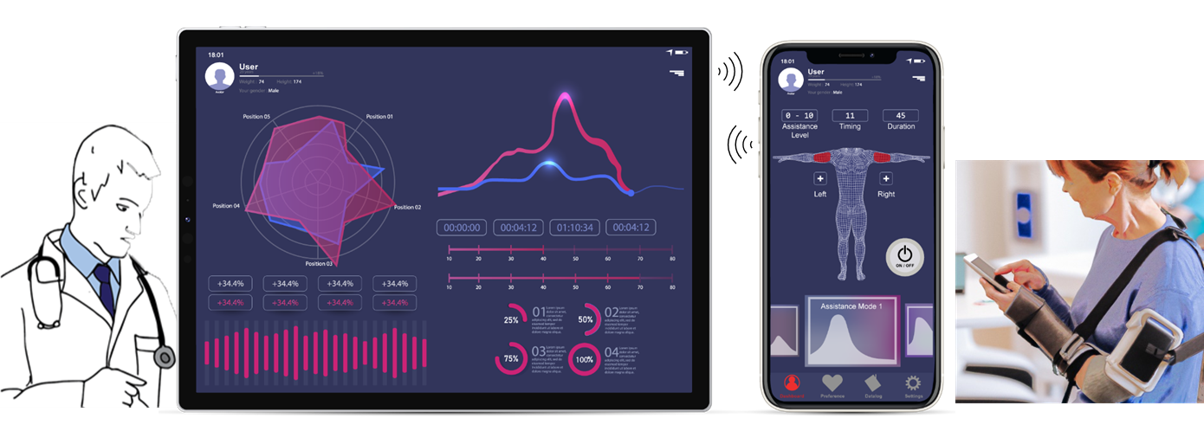 18:01
User
Weight: 74 Height: 174
Your gender: Male
Position 05
Position 01
Position 04
Position 02
Position 03
00:00:00 00:04:12 01:10:34 00:04:12
10 20 30 40 50 60 70 80
10 20 30 40 50 60 70 80
+34.4% +34.4% +34.4% +34.4%
+34.4% +34.4% +34.4% +34.4%
25% 01
50% 02
75% 03
100% 04
18:01
User
Weight: 74 Height: 174
Your gender: Male
0 - 10 11 45
Assistance Level
Timing
Duration
Left
Right
ON / OFF
Assistance Mode 1
Preference
Datalog
Settings